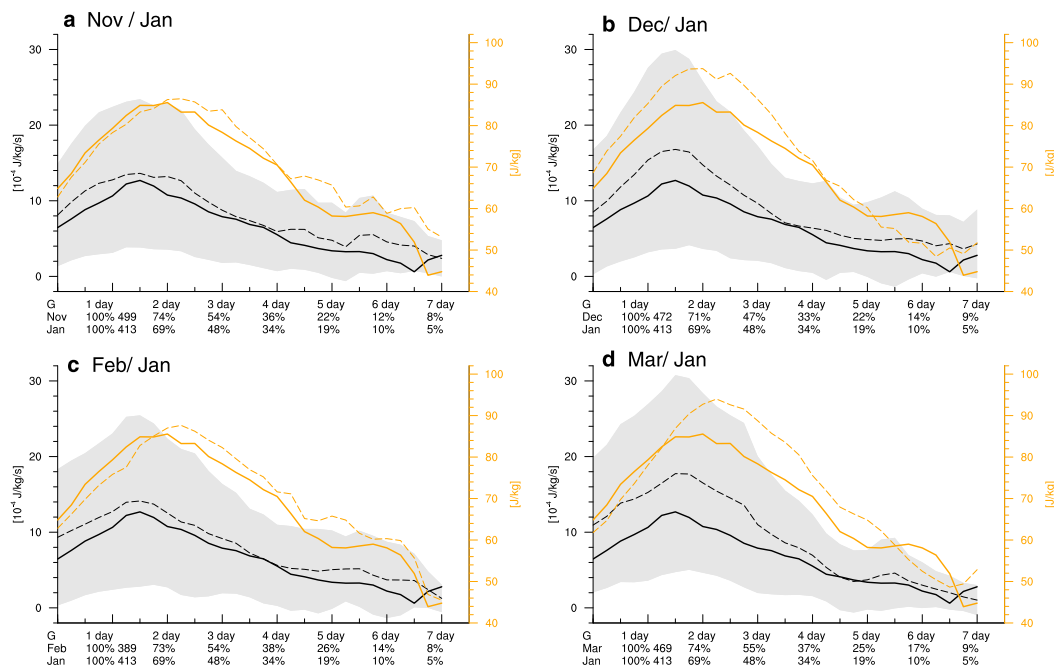 a Nov / Jan
b Dec/ Jan
30
20
10
0
[10⁻⁴ J/kg/s]
100
90
80
70
60
50
40
[J/kg]
30
20
10
0
[10⁻⁴ J/kg/s]
100
90
80
70
60
50
40
[J/kg]
G 1 day 2 day 3 day 4 day 5 day 6 day 7 day
Nov 100% 499 74% 54% 36% 22% 12% 8%
Jan 100% 413 69% 48% 34% 19% 10% 5%
G 1 day 2 day 3 day 4 day 5 day 6 day 7 day
Dec 100% 472 71% 47% 33% 22% 14% 9%
Jan 100% 413 69% 48% 34% 19% 10% 5%
c Feb/ Jan
d Mar/ Jan
30
20
10
0
[10⁻⁴ J/kg/s]
100
90
80
70
60
50
40
[J/kg]
30
20
10
0
[10⁻⁴ J/kg/s]
100
90
80
70
60
50
40
[J/kg]
G 1 day 2 day 3 day 4 day 5 day 6 day 7 day
Feb 100% 389 73% 54% 38% 26% 14% 8%
Jan 100% 413 69% 48% 34% 19% 10% 5%
G 1 day 2 day 3 day 4 day 5 day 6 day 7 day
Mar 100% 469 74% 55% 37% 25% 17% 9%
Jan 100% 413 69% 48% 34% 19% 10% 5%